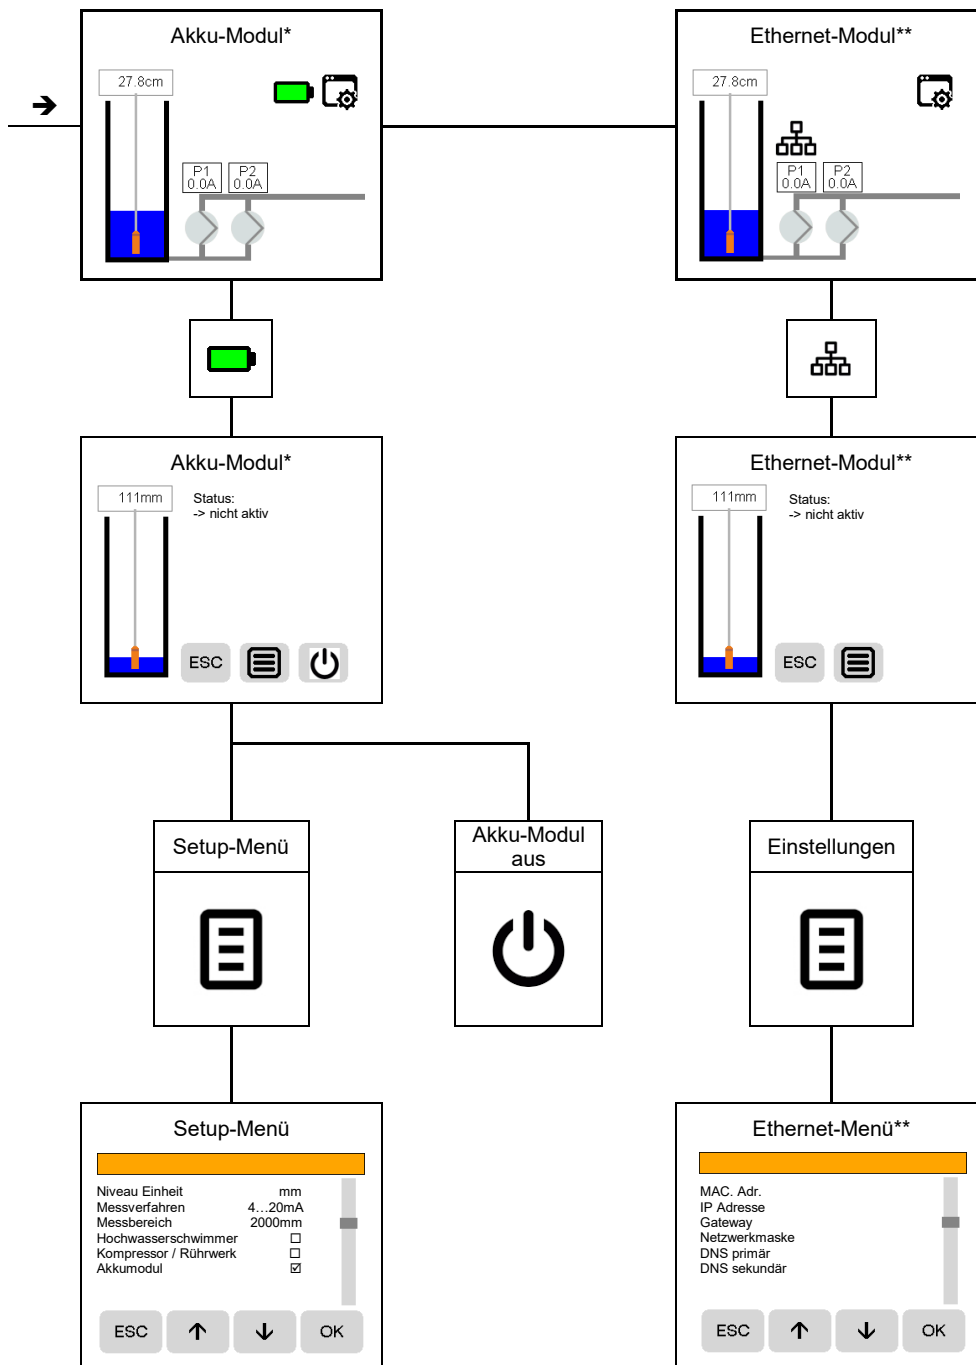 Akku-Modul*
27.8cm
P1
0.0A
P2
0.0A
Ethernet-Modul**
27.8cm
P1
0.0A
P2
0.0A
Akku-Modul*
111mm
Status:
-> nicht aktiv
ESC
Ethernet-Modul**
111mm
Status:
-> nicht aktiv
ESC
Setup-Menü
Akku-Modul
aus
Einstellungen
Setup-Menü
Niveau Einheit mm
Messverfahren 4…20mA
Messbereich 2000mm
Hochwasserschwimmer ☐
Kompressor / Rührwerk ☐
Akkumodul ☑
ESC ↑ ↓ OK
Ethernet-Menü**
MAC. Adr.
IP Adresse
Gateway
Netzwerkmaske
DNS primär
DNS sekundär
ESC ↑ ↓ OK